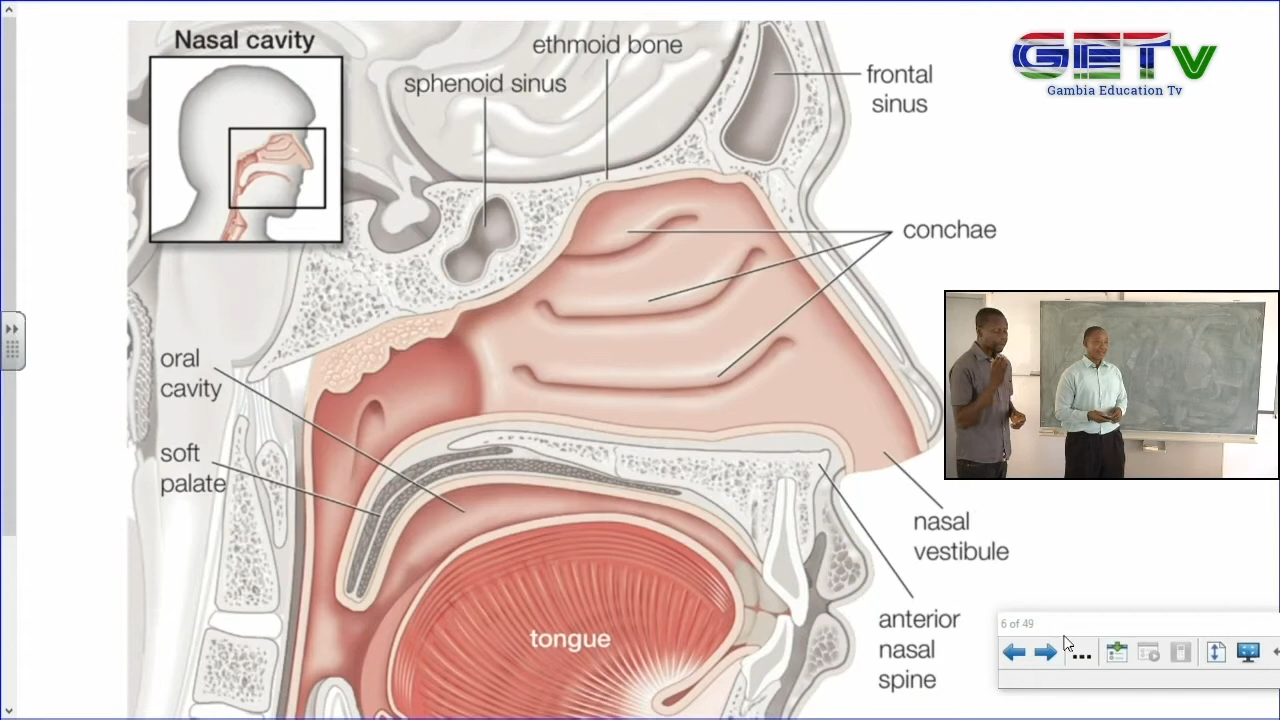 Nasal cavity
ethmoid bone
sphenoid sinus
frontal
sinus
GETv
Gambia Education Tv
conchae
oral
cavity
soft
palate
nasal
vestibule
anterior
nasal
spine
tongue
6 of 49